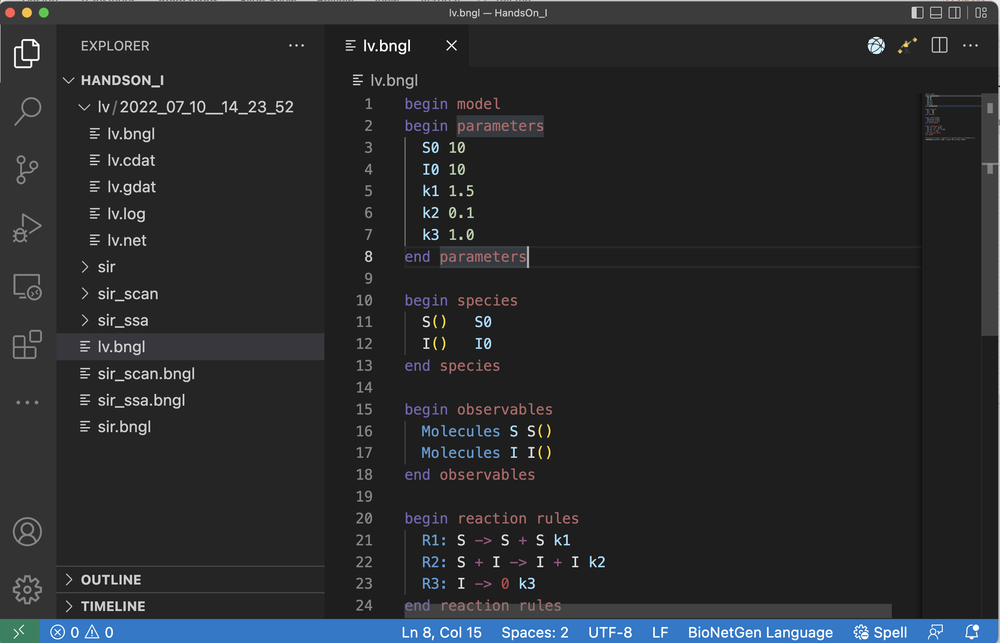 lv.bngl — HandsOn_I
EXPLORER
HANDSON_I
lv/2022_07_10__14_23_52
lv.bngl
lv.cdat
lv.gdat
lv.log
lv.net
sir
sir_scan
sir_ssa
lv.bngl
sir_scan.bngl
sir_ssa.bngl
sir.bngl
OUTLINE
TIMELINE
lv.bngl
lv.bngl
1 begin model
2 begin parameters
3 S0 10
4 I0 10
5 k1 1.5
6 k2 0.1
7 k3 1.0
8 end parameters
9
10 begin species
11 S() S0
12 I() I0
13 end species
14
15 begin observables
16 Molecules S S()
17 Molecules I I()
18 end observables
19
20 begin reaction rules
21 R1: S -> S + S k1
22 R2: S + I -> I + I k2
23 R3: I -> 0 k3
24 end reaction rules
0 0 Ln 8, Col 15 Spaces: 2 UTF-8 LF BioNetGen Language Spell